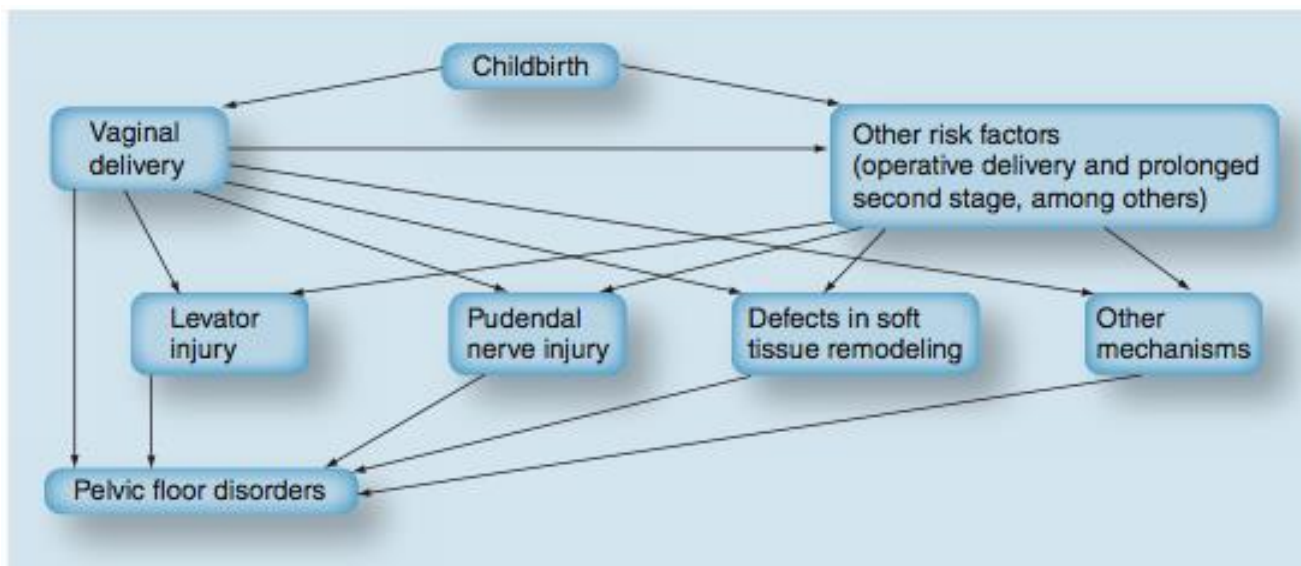 Childbirth
Vaginal
delivery
Other risk factors
(operative delivery and prolonged
second stage, among others)
Levator
injury
Pudendal
nerve injury
Defects in soft
tissue remodeling
Other
mechanisms
Pelvic floor disorders